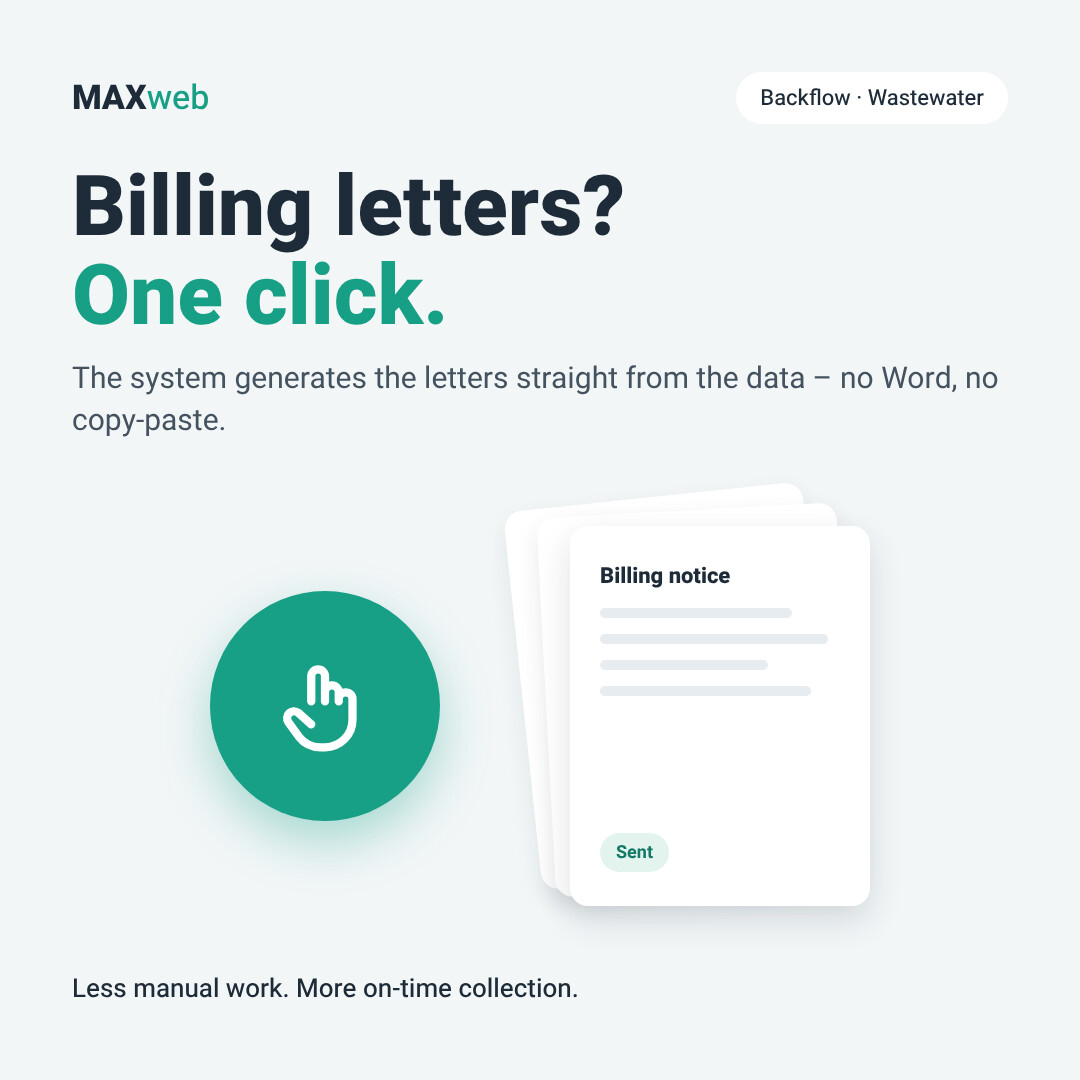 MAXweb
Backflow · Wastewater
Billing letters?
One click.
The system generates the letters straight from the data – no Word, no
copy-paste.
Billing notice
Sent
Less manual work. More on-time collection.